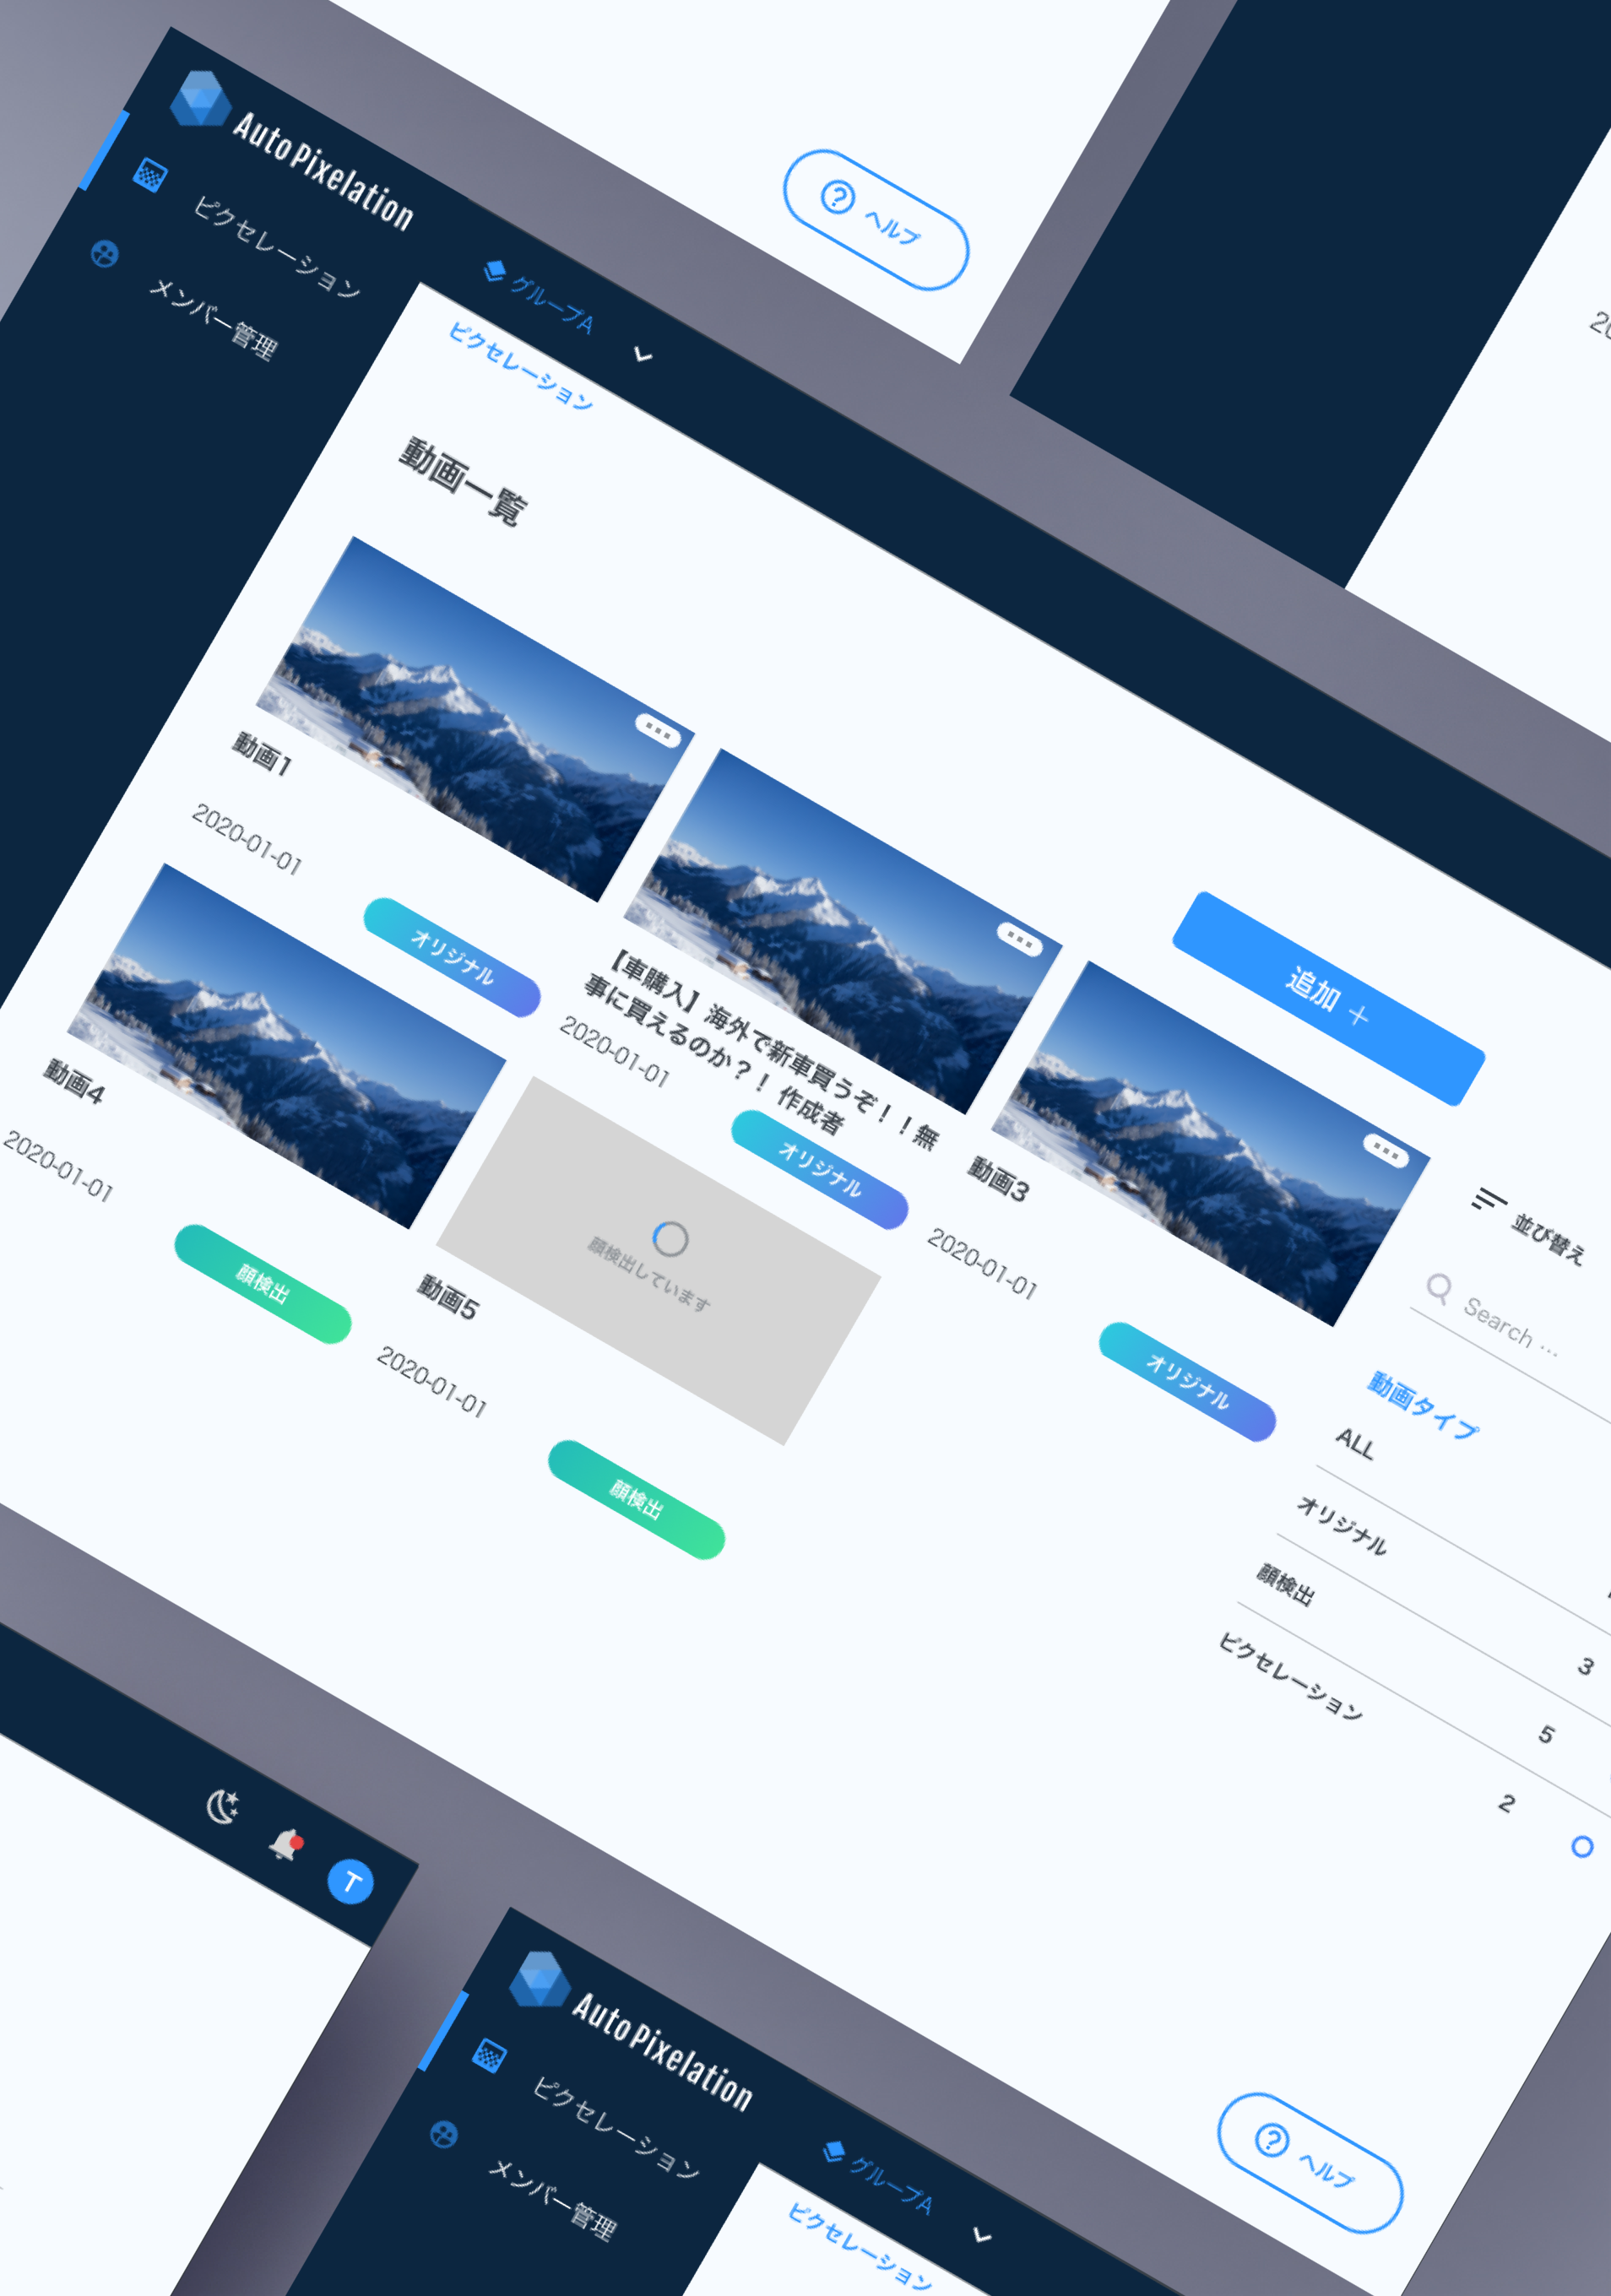 ヘルプ
AutoPixelation
ピクセレーション
メンバー管理
グループA
ピクセレーション
動画一覧
追加 +
動画1
2020-01-01
オリジナル
【車購入】海外で新車買うぞ！！無
事に買えるのか？！ 作成者
2020-01-01
オリジナル
動画3
2020-01-01
オリジナル
動画4
2020-01-01
顔検出
顔検出しています
動画5
2020-01-01
顔検出
並び替え
Search ...
動画タイプ
ALL
オリジナル
3
顔検出
5
ピクセレーション
2
ヘルプ
T
AutoPixelation
ピクセレーション
メンバー管理
グループA
ピクセレーション